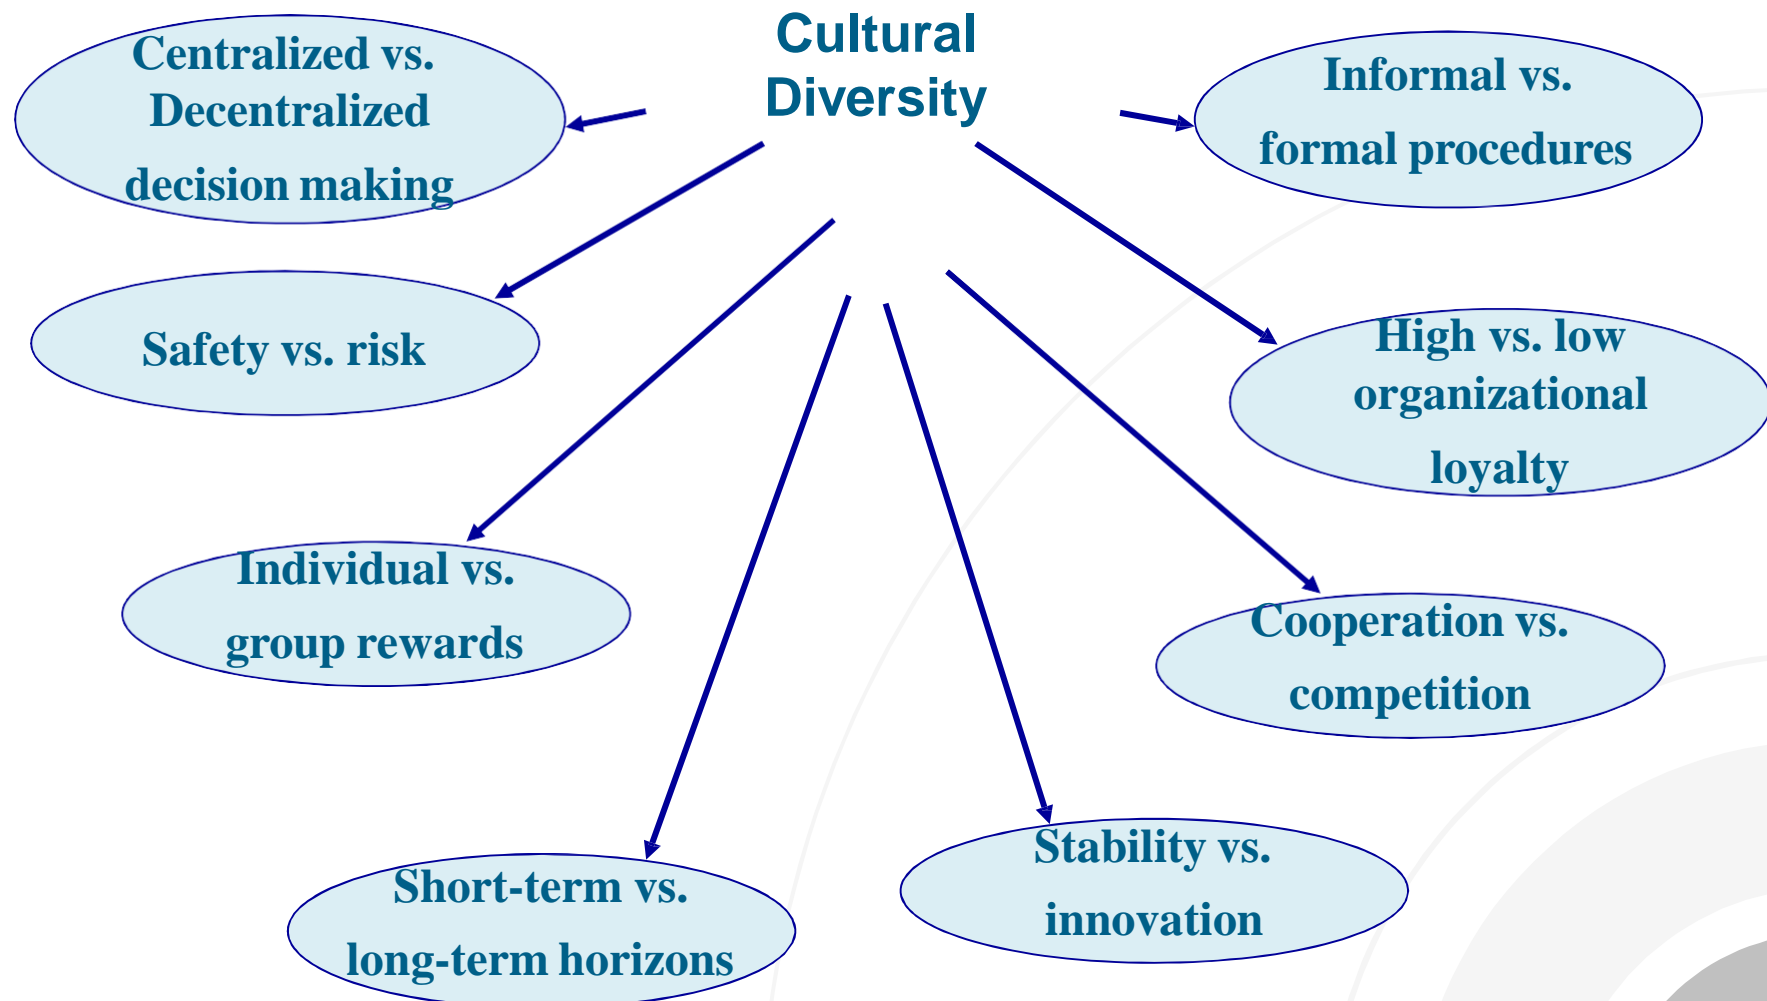 Cultural
Diversity
Centralized vs.
Decentralized
decision making
Informal vs.
formal procedures
Safety vs. risk
High vs. low
organizational
loyalty
Individual vs.
group rewards
Cooperation vs.
competition
Short-term vs.
long-term horizons
Stability vs.
innovation